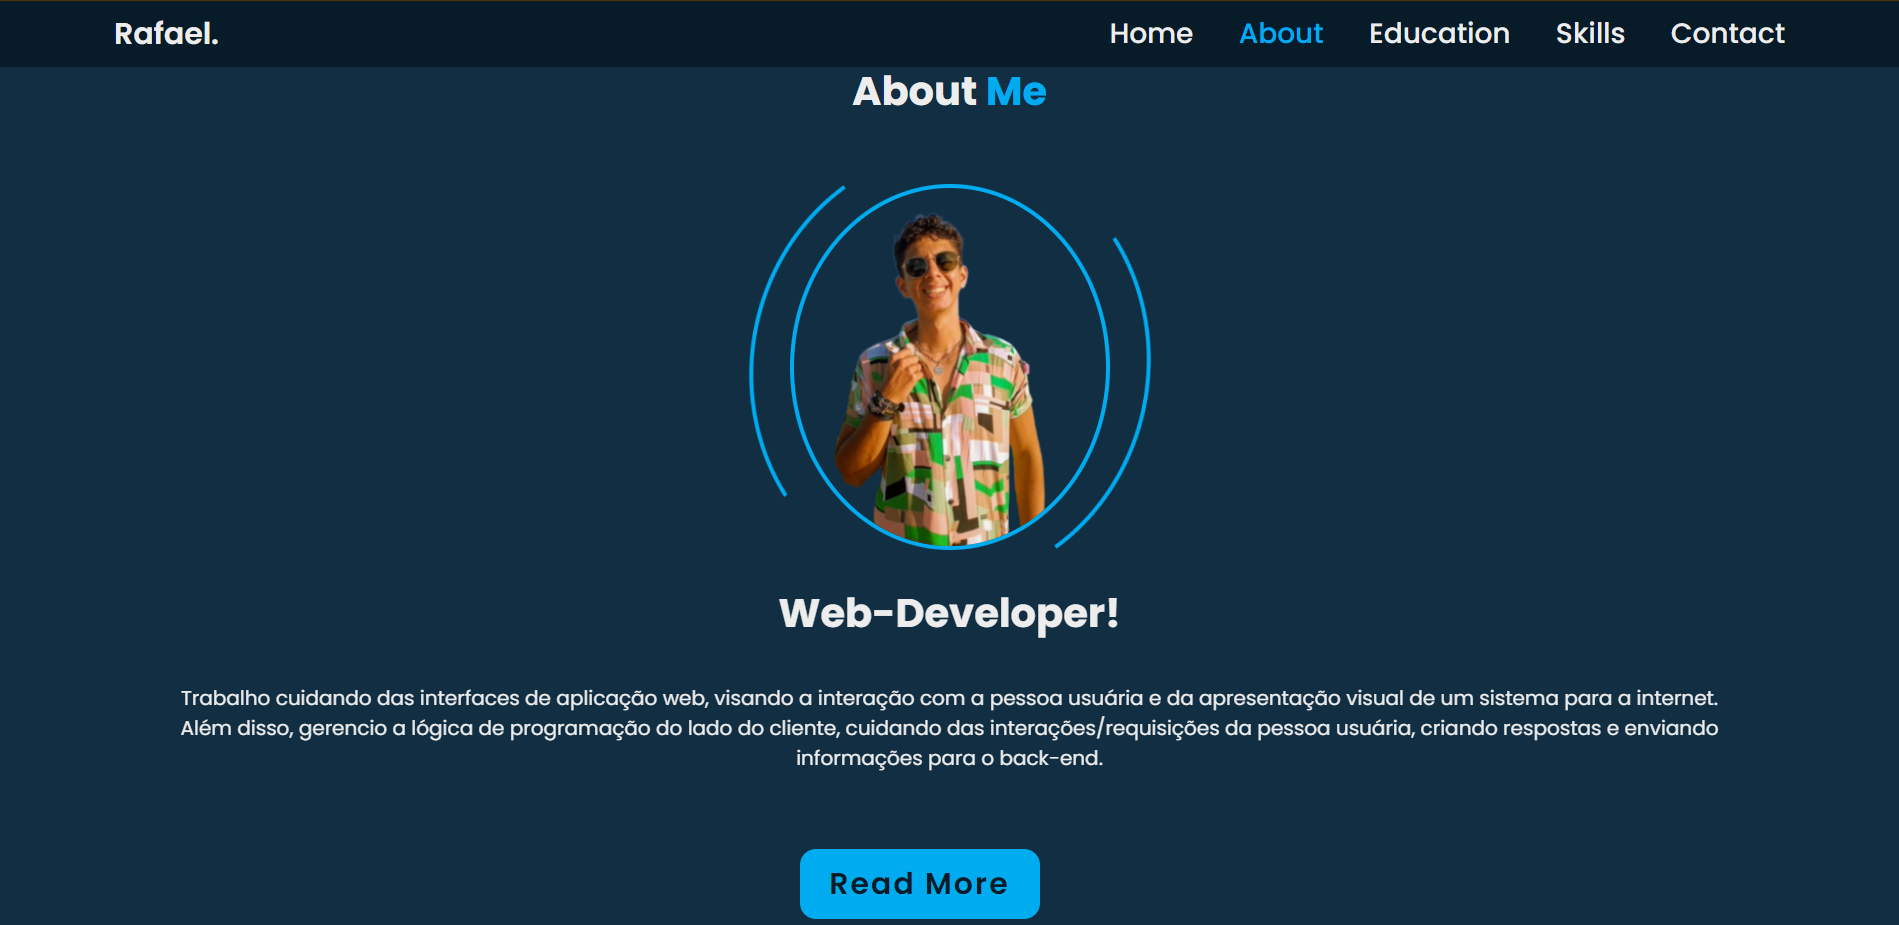 Rafael.
Home About Education Skills Contact
About Me
Web-Developer!
Trabalho cuidando das interfaces de aplicação web, visando a interação com a pessoa usuária e da apresentação visual de um sistema para a internet.
Além disso, gerencio a lógica de programação do lado do cliente, cuidando das interações/requisições da pessoa usuária, criando respostas e enviando
informações para o back-end.
Read More